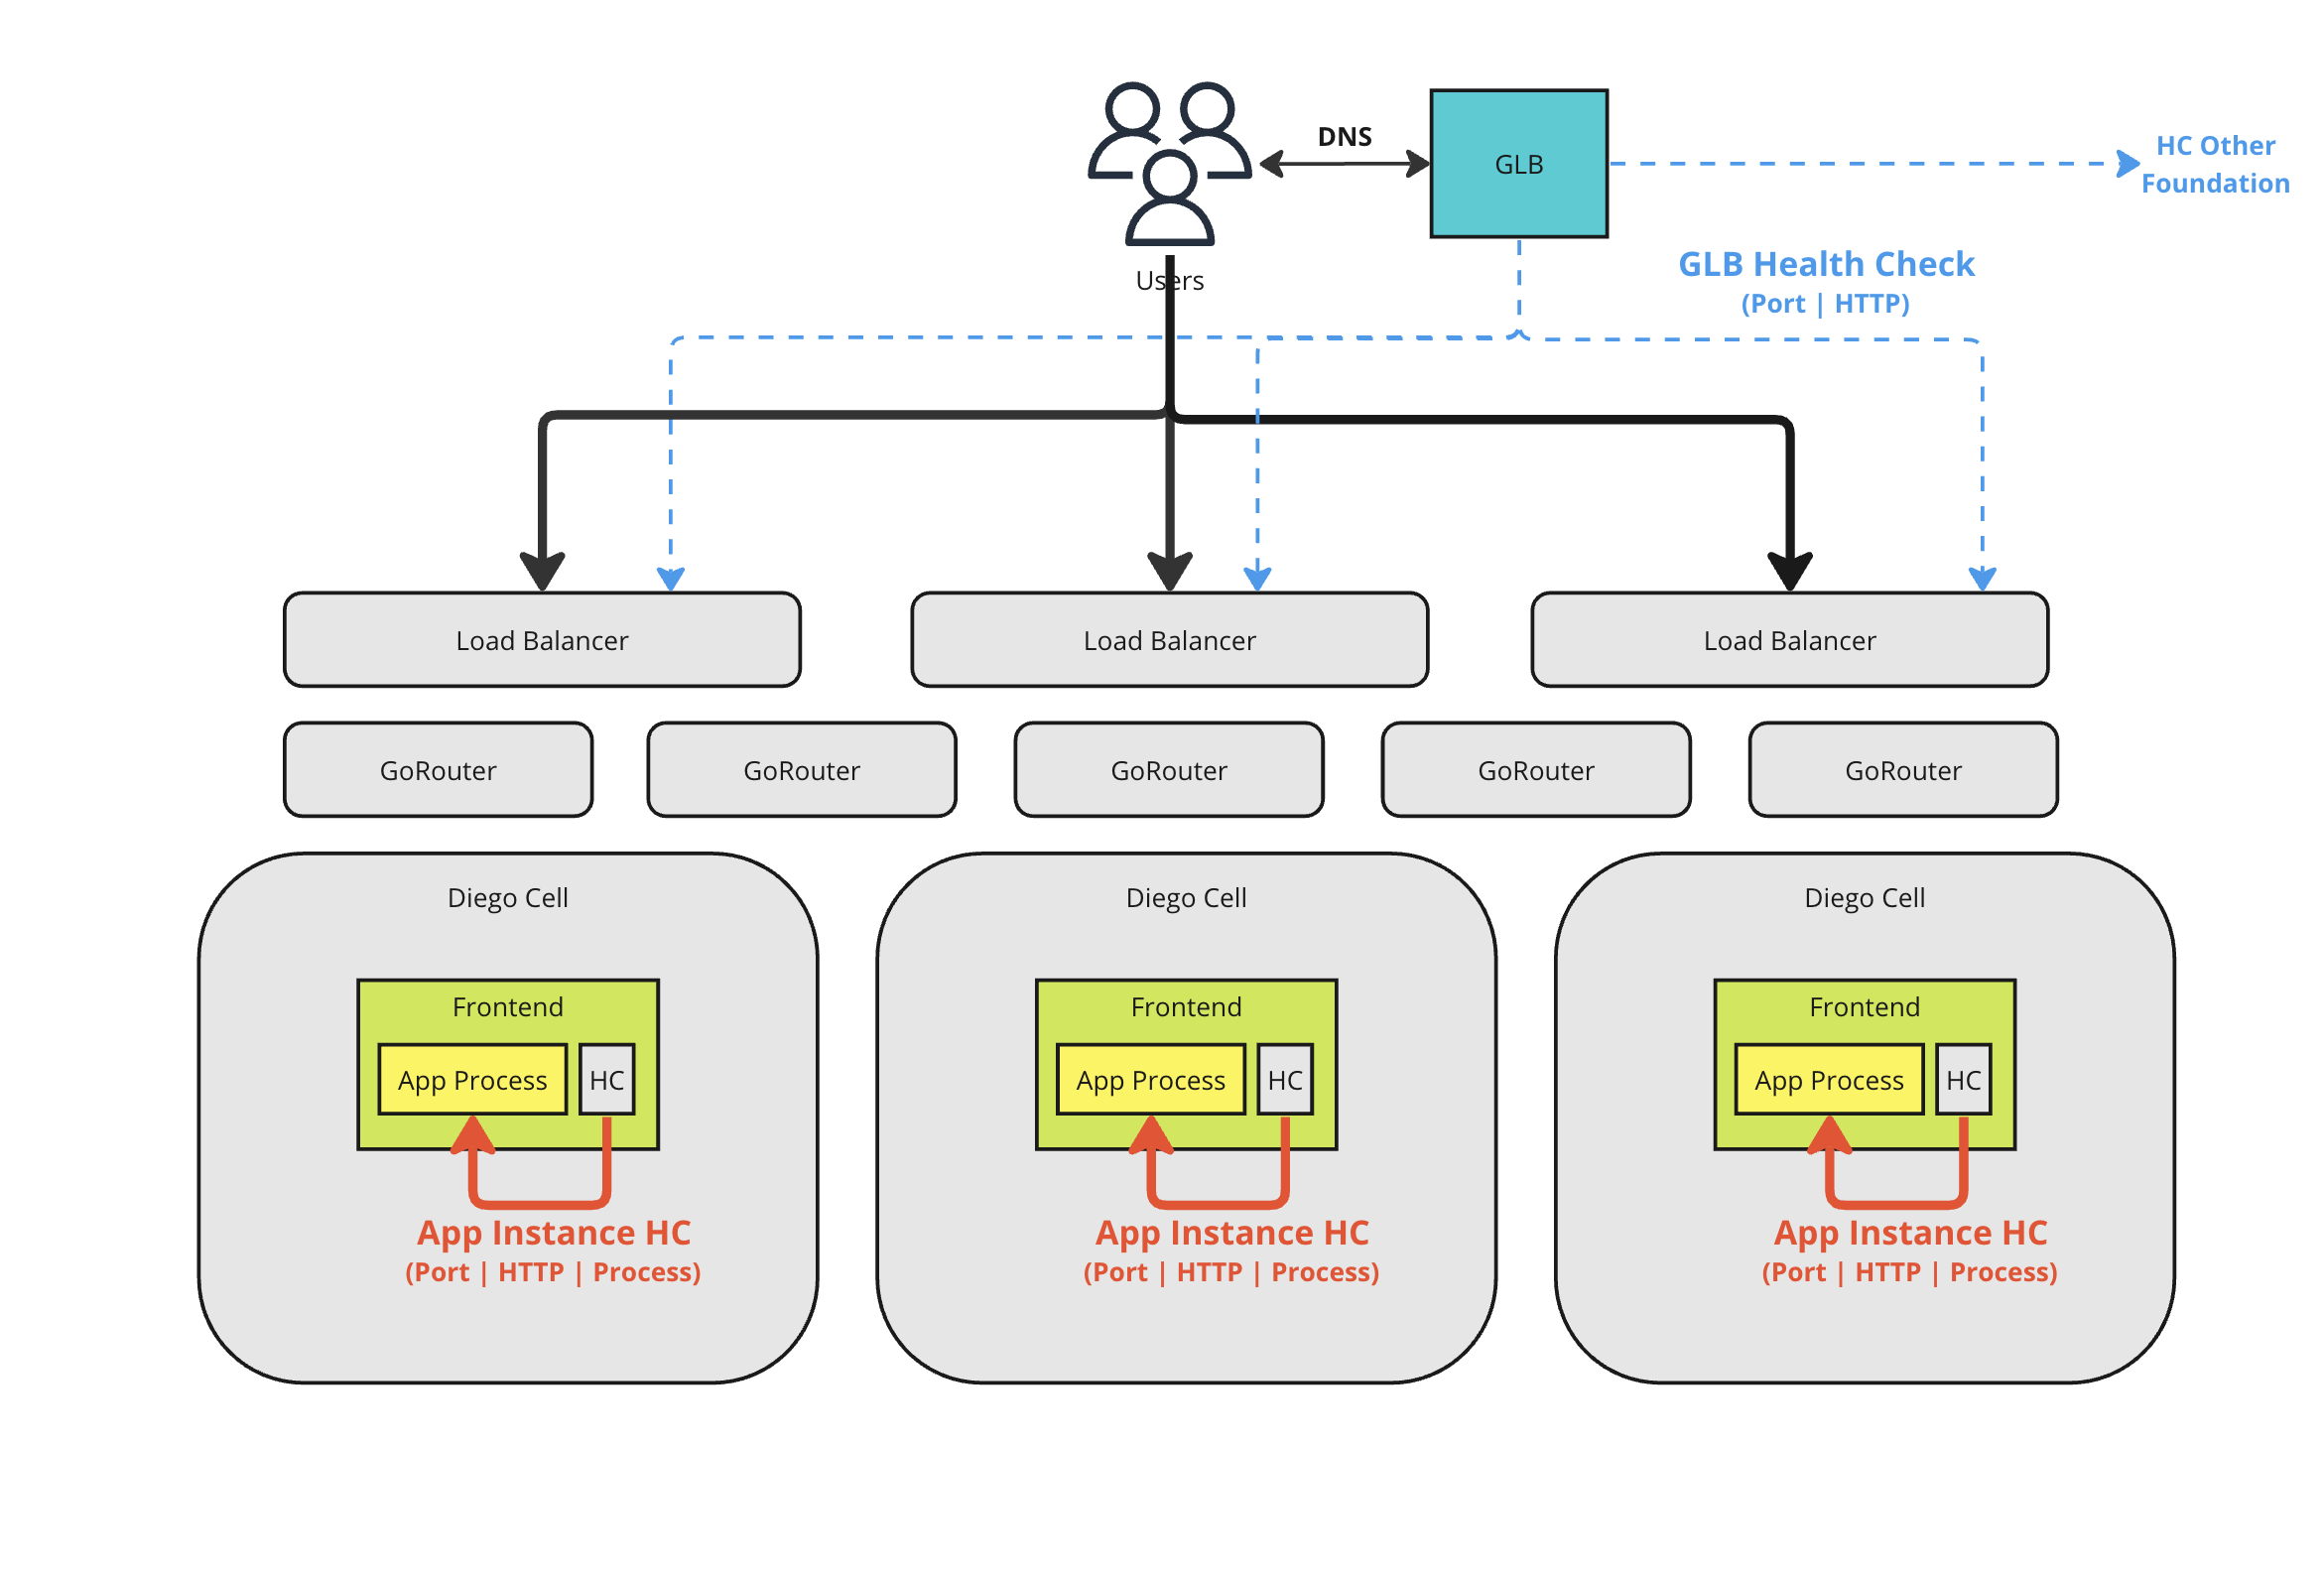 DNS
GLB
HC Other
Foundation
Users
GLB Health Check
(Port | HTTP)
Load Balancer
Load Balancer
Load Balancer
GoRouter
GoRouter
GoRouter
GoRouter
GoRouter
Diego Cell
Frontend
App Process
HC
App Instance HC
(Port | HTTP | Process)
Diego Cell
Frontend
App Process
HC
App Instance HC
(Port | HTTP | Process)
Diego Cell
Frontend
App Process
HC
App Instance HC
(Port | HTTP | Process)